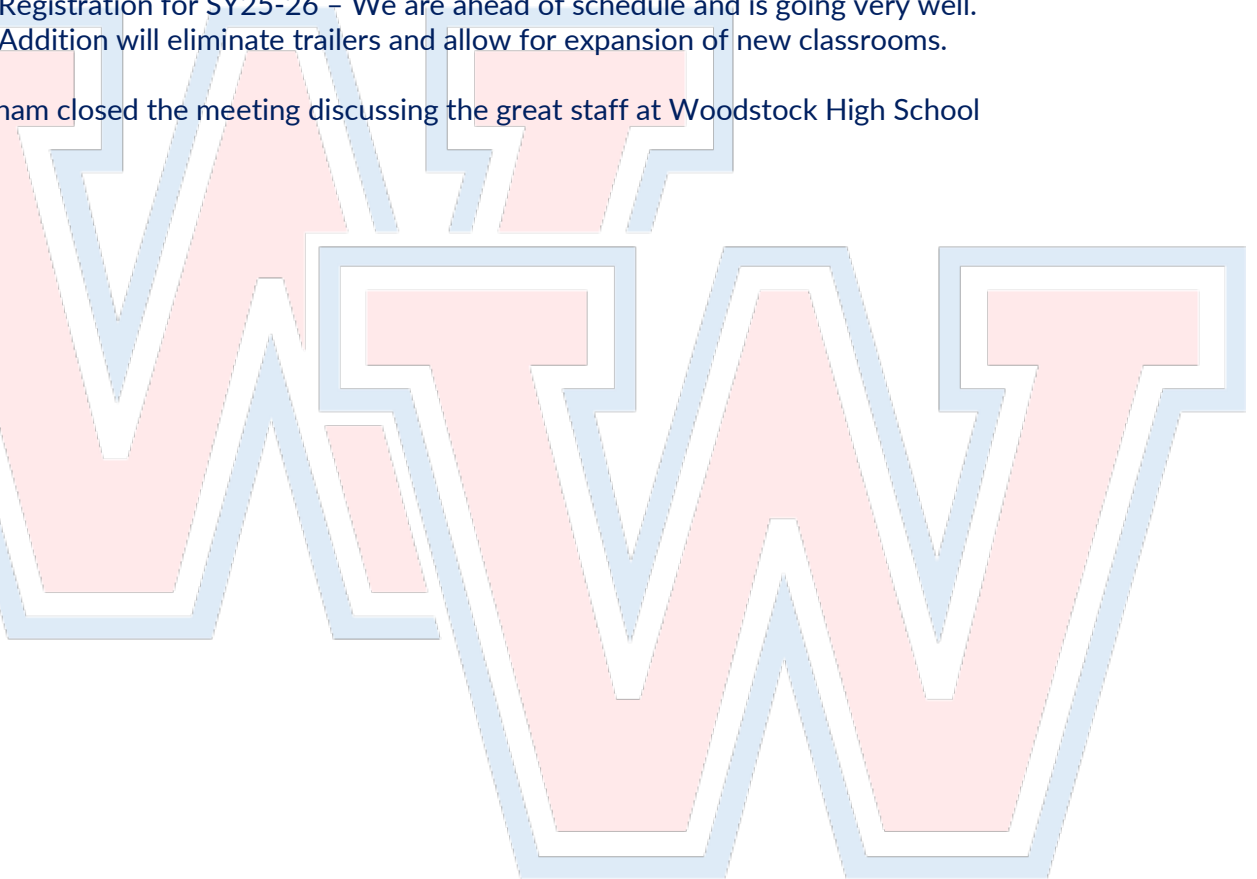 Registration for SY25-26 – We are ahead of schedule and is going very well.
Addition will eliminate trailers and allow for expansion of new classrooms.
ham closed the meeting discussing the great staff at Woodstock High School
W
W